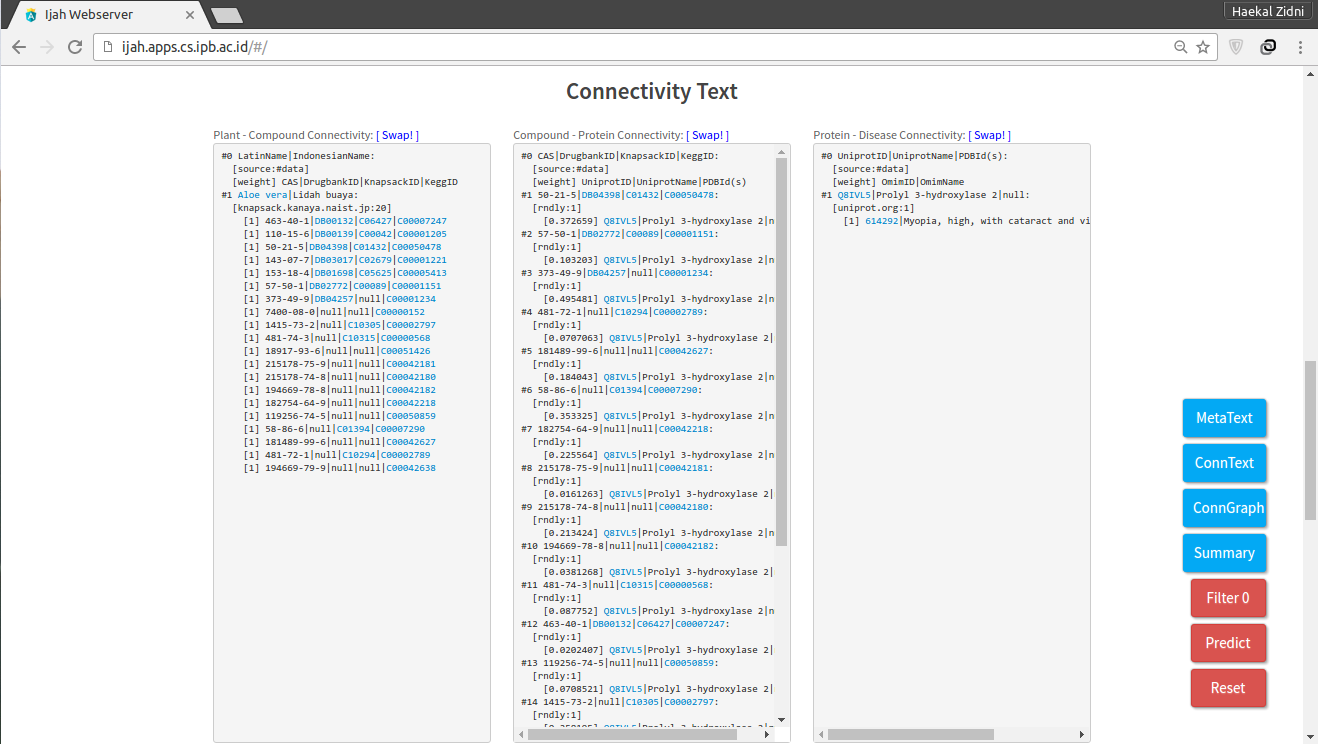 Ijah Webserver
Haekal Zidni
ijah.apps.cs.ipb.ac.id/#/
Connectivity Text
Plant - Compound Connectivity: [ Swap! ]
#0 LatinName|IndonesianName:
[source:#data]
[weight] CAS|DrugbankID|KnapsackID|KeggID
#1 Aloe vera|Lidah buaya:
[knapsack.kanaya.naist.jp:20]
[1] 463-40-1|DB00132|C06427|C00007247
[1] 110-15-6|DB00139|C00042|C00001205
[1] 50-21-5|DB04398|C01432|C00050478
[1] 143-07-7|DB03017|C02679|C00001221
[1] 153-18-4|DB01698|C05625|C00005413
[1] 57-50-1|DB02772|C00089|C00001151
[1] 373-49-9|DB04257|null|C00001234
[1] 7400-08-0|null|null|C00000152
[1] 1415-73-2|null|C10305|C00002797
[1] 481-74-3|null|C10315|C00000568
[1] 18917-93-6|null|null|C00051426
[1] 215178-75-9|null|null|C00042181
[1] 215178-74-8|null|null|C00042180
[1] 194669-78-8|null|null|C00042182
[1] 182754-64-9|null|null|C00042218
[1] 119256-74-5|null|null|C00050859
[1] 58-86-6|null|C01394|C00007290
[1] 181489-99-6|null|null|C00042627
[1] 481-72-1|null|C10294|C00002789
[1] 194669-79-9|null|null|C00042638
Compound - Protein Connectivity: [ Swap! ]
#0 CAS|DrugbankID|KnapsackID|KeggID:
[source:#data]
[weight] UniprotID|UniprotName|PDBId(s)
#1 50-21-5|DB04398|C01432|C00050478:
[rndly:1]
[0.372659] Q8IVL5|Prolyl 3-hydroxylase 2|n
#2 57-50-1|DB02772|C00089|C00001151:
[rndly:1]
[0.103203] Q8IVL5|Prolyl 3-hydroxylase 2|n
#3 373-49-9|DB04257|null|C00001234:
[rndly:1]
[0.495481] Q8IVL5|Prolyl 3-hydroxylase 2|n
#4 481-72-1|null|C10294|C00002789:
[rndly:1]
[0.0707063] Q8IVL5|Prolyl 3-hydroxylase 2|
#5 181489-99-6|null|null|C00042627:
[rndly:1]
[0.184043] Q8IVL5|Prolyl 3-hydroxylase 2|n
#6 58-86-6|null|C01394|C00007290:
[rndly:1]
[0.353325] Q8IVL5|Prolyl 3-hydroxylase 2|n
#7 182754-64-9|null|null|C00042218:
[rndly:1]
[0.225564] Q8IVL5|Prolyl 3-hydroxylase 2|n
#8 215178-75-9|null|null|C00042181:
[rndly:1]
[0.0161263] Q8IVL5|Prolyl 3-hydroxylase 2|
#9 215178-74-8|null|null|C00042180:
[rndly:1]
[0.213424] Q8IVL5|Prolyl 3-hydroxylase 2|n
#10 194669-78-8|null|null|C00042182:
[rndly:1]
[0.0381268] Q8IVL5|Prolyl 3-hydroxylase 2|
#11 481-74-3|null|C10315|C00000568:
[rndly:1]
[0.087752] Q8IVL5|Prolyl 3-hydroxylase 2|n
#12 463-40-1|DB00132|C06427|C00007247:
[rndly:1]
[0.0202407] Q8IVL5|Prolyl 3-hydroxylase 2|
#13 119256-74-5|null|null|C00050859:
[rndly:1]
[0.0708521] Q8IVL5|Prolyl 3-hydroxylase 2|
#14 1415-73-2|null|C10305|C00002797:
[rndly:1]
Protein - Disease Connectivity: [ Swap! ]
#0 UniprotID|UniprotName|PDBId(s):
[source:#data]
[weight] OmimID|OmimName
#1 Q8IVL5|Prolyl 3-hydroxylase 2|null:
[uniprot.org:1]
[1] 614292|Myopia, high, with cataract and vi
MetaText
ConnText
ConnGraph
Summary
Filter 0
Predict
Reset